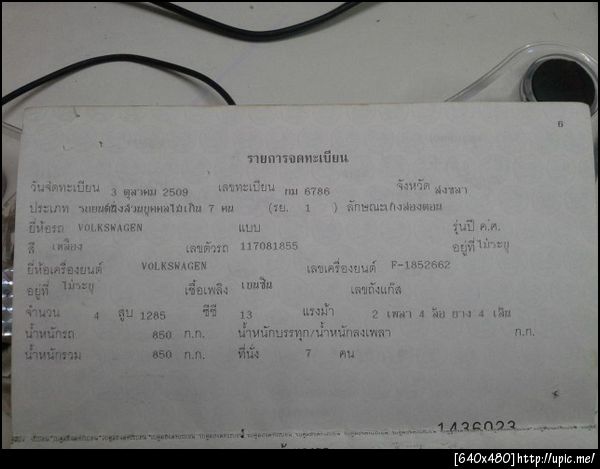 6
รายการจดทะเบียน
วันจดทะเบียน 3 ตุลาคม 2509 เลขทะเบียน กม 6786 จังหวัด สงขลา
ประเภท รถยนต์นั่งส่วนบุคคลไม่เกิน 7 คน (รย. 1 ) ลักษณะเก๋งสองตอน
ยี่ห้อรถ VOLKSWAGEN แบบ รุ่นปี ค.ศ.
สี เหลือง เลขตัวรถ 117081855 อยู่ที่ ไม่ระบุ
ยี่ห้อเครื่องยนต์ VOLKSWAGEN เลขเครื่องยนต์ F-1852662
อยู่ที่ ไม่ระบุ เชื้อเพลิง เบนซิน เลขถังแก๊ส
จำนวน 4 สูบ 1285 ซีซี 13 แรงม้า 2 เพลา 4 ล้อ ยาง 4 เส้น
น้ำหนักรถ 850 ก.ก. น้ำหนักบรรทุก/น้ำหนักลงเพลา ก.ก.
น้ำหนักรวม 850 ก.ก. ที่นั่ง 7 คน
1436023
[640x480]http://upic.me/